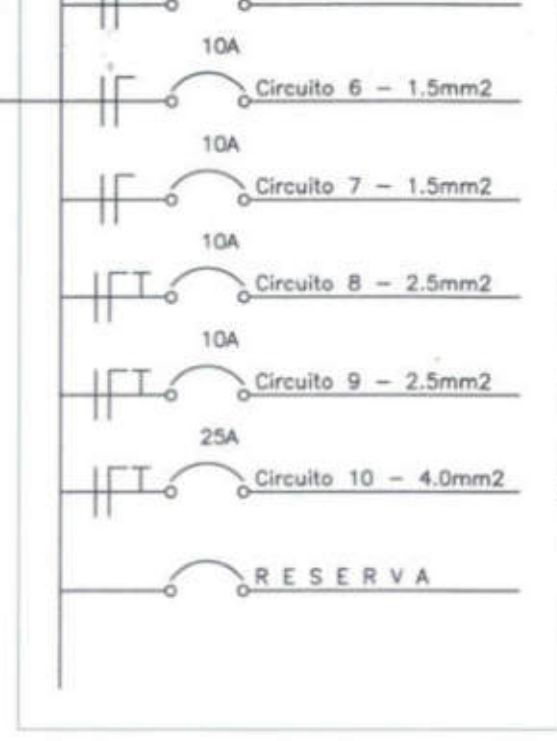 10A
Circuito 6 - 1.5mm2
10A
Circuito 7 - 1.5mm2
10A
Circuito 8 - 2.5mm2
10A
Circuito 9 - 2.5mm2
25A
Circuito 10 - 4.0mm2
R E S E R V A